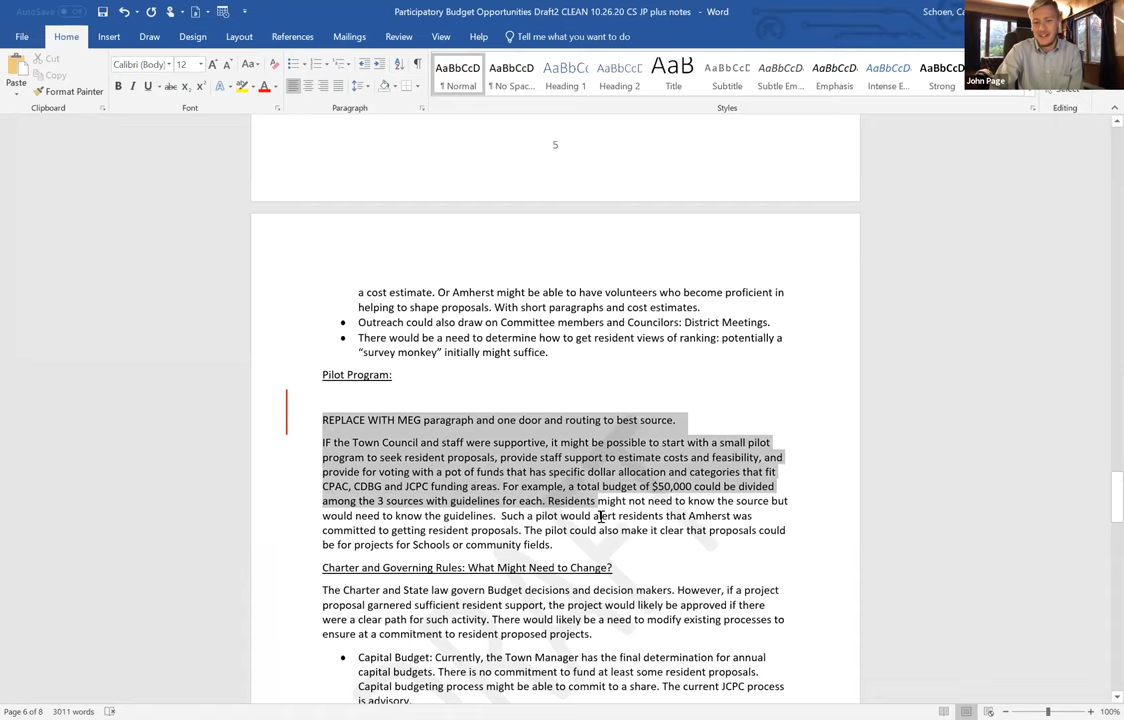 AutoSave
Participatory Budget Opportunities Draft2 CLEAN 10.26.20 CS JP plus notes - Word
Schoen, Ca
File Home Insert Draw Design Layout References Mailings Review View Help Tell me what you want to do
Paste
Cut
Copy
Format Painter
Clipboard
Calibri (Body) 12
Font
Paragraph
AaBbCcD AaBbCcD AaBbCc AaBbCcD AaB AaBbCcD AaBbCcD AaBbCcD AaBbCcD AaBbCcD
¶ Normal ¶ No Spac... Heading 1 Heading 2 Title Subtitle Subtle Em... Emphasis Intense E... Strong
Styles
Select
Editing
John Page
5
a cost estimate. Or Amherst might be able to have volunteers who become proficient in
helping to shape proposals. With short paragraphs and cost estimates.
• Outreach could also draw on Committee members and Councilors: District Meetings.
• There would be a need to determine how to get resident views of ranking: potentially a
“survey monkey” initially might suffice.
Pilot Program:
REPLACE WITH MEG paragraph and one door and routing to best source.
IF the Town Council and staff were supportive, it might be possible to start with a small pilot
program to seek resident proposals, provide staff support to estimate costs and feasibility, and
provide for voting with a pot of funds that has specific dollar allocation and categories that fit
CPAC, CDBG and JCPC funding areas. For example, a total budget of $50,000 could be divided
among the 3 sources with guidelines for each. Residents might not need to know the source but
would need to know the guidelines. Such a pilot would alert residents that Amherst was
committed to getting resident proposals. The pilot could also make it clear that proposals could
be for projects for Schools or community fields.
Charter and Governing Rules: What Might Need to Change?
The Charter and State law govern Budget decisions and decision makers. However, if a project
proposal garnered sufficient resident support, the project would likely be approved if there
were a clear path for such activity. There would likely be a need to modify existing processes to
ensure at a commitment to resident proposed projects.
• Capital Budget: Currently, the Town Manager has the final determination for annual
capital budgets. There is no commitment to fund at least some resident proposals.
Capital budgeting process might be able to commit to a share. The current JCPC process
is advisory.
DRAFT
Page 6 of 8 3011 words
100%